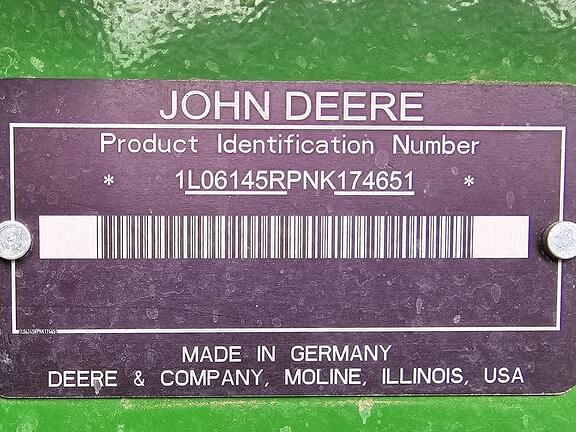 JOHN DEERE
Product Identification Number
* 1L06145RPNK174651 *
MADE IN GERMANY
DEERE & COMPANY, MOLINE, ILLINOIS, USA